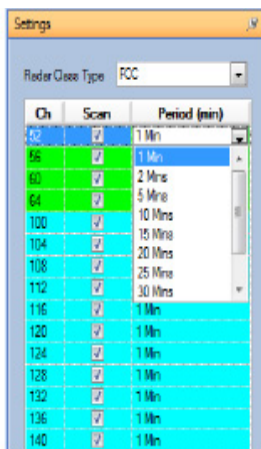 Settings
Radar Class Type FCC
Ch Scan Period (min)
52 1 Min
56 1 Min
60 2 Mins
64 5 Mins
100 10 Mins
104 15 Mins
108 20 Mins
112 25 Mins
30 Mins
116 1 Min
120 1 Min
124 1 Min
128 1 Min
132 1 Min
136 1 Min
140 1 Min